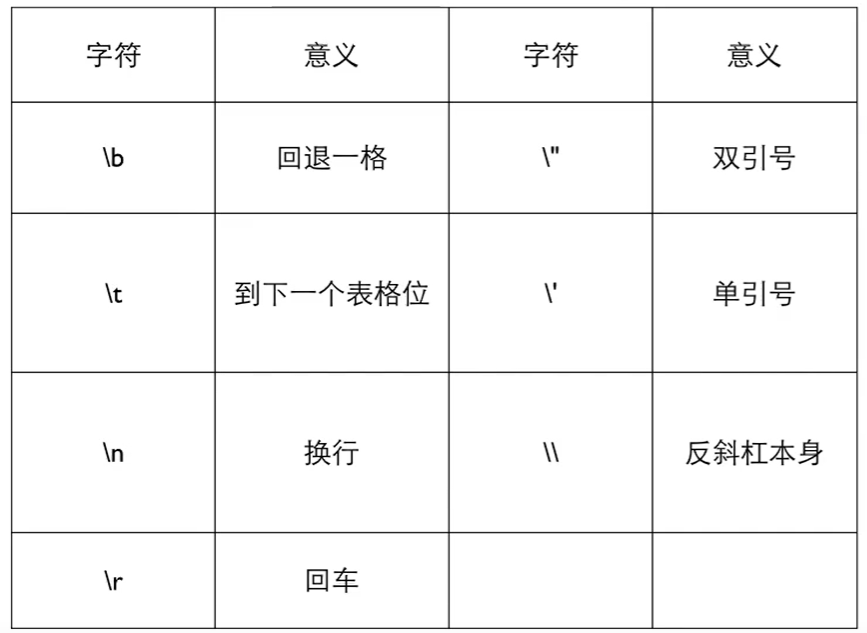 字符 意义 字符 意义
\b 回退一格 \" 双引号
\t 到下一个表格位 \' 单引号
\n 换行 \\ 反斜杠本身
\r 回车